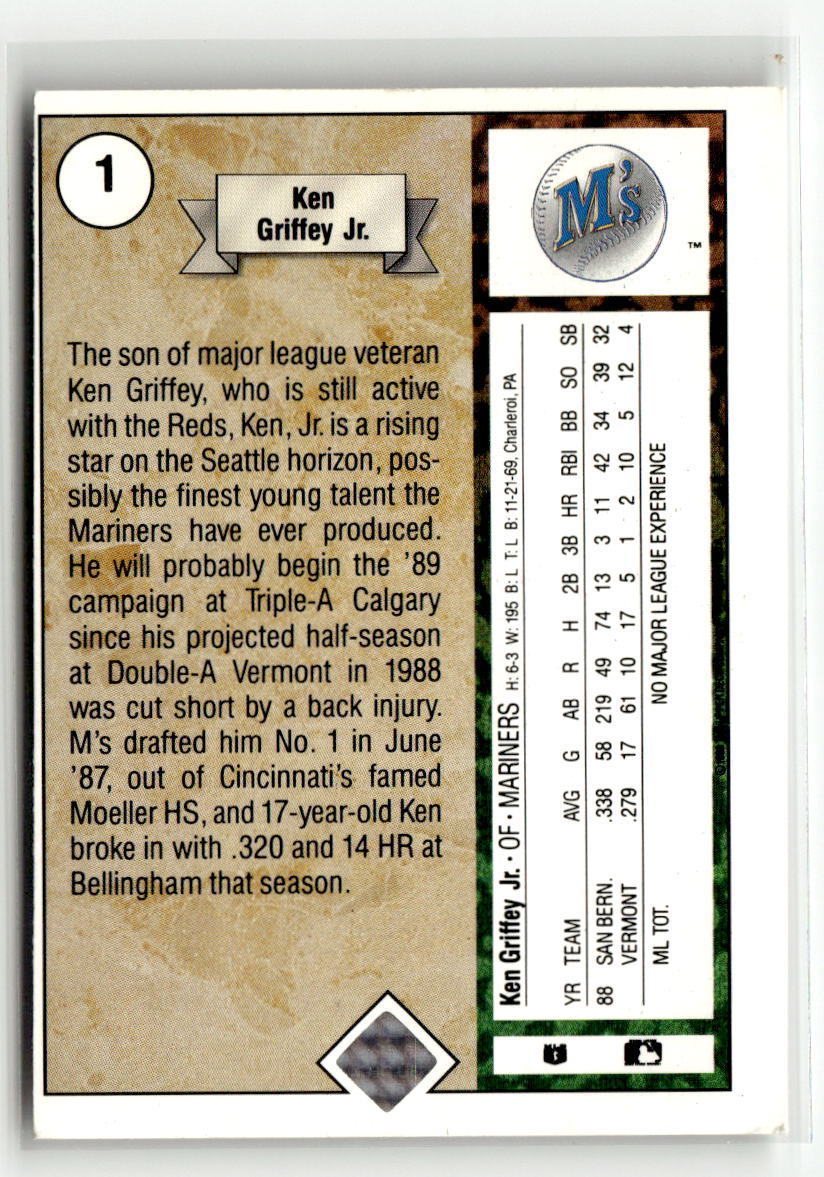 1
Ken
Griffey Jr.
The son of major league veteran
Ken Griffey, who is still active
with the Reds, Ken, Jr. is a rising
star on the Seattle horizon, pos-
sibly the finest young talent the
Mariners have ever produced.
He will probably begin the ’89
campaign at Triple-A Calgary
since his projected half-season
at Double-A Vermont in 1988
was cut short by a back injury.
M’s drafted him No. 1 in June
’87, out of Cincinnati’s famed
Moeller HS, and 17-year-old Ken
broke in with .320 and 14 HR at
Bellingham that season.
M's
TM
Ken Griffey Jr. • OF • MARINERS H: 6-3 W: 195 B: L T: L B: 11-21-69, Charleroi, PA
YR TEAM AVG G AB R H 2B 3B HR RBI BB SO SB
88 SAN BERN. .338 58 219 49 74 13 3 11 42 34 39 32
VERMONT .279 17 61 10 17 5 1 2 10 5 12 4
ML TOT. NO MAJOR LEAGUE EXPERIENCE